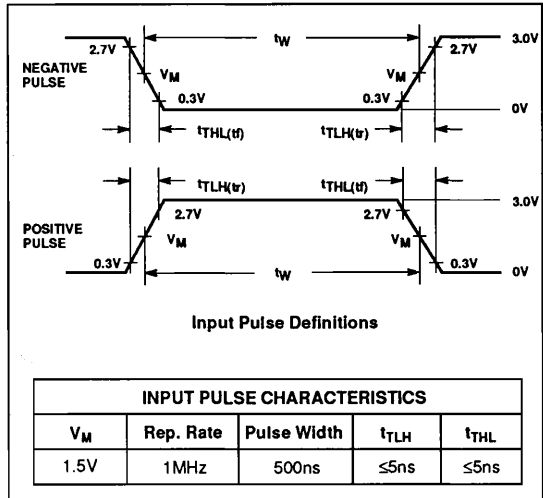 tW
2.7V
2.7V
3.0V
NEGATIVE
PULSE
VM
VM
0.3V
0.3V
0V
tTHL(tf)
tTLH(tr)
tTLH(tr)
tTHL(tf)
3.0V
2.7V
2.7V
POSITIVE
PULSE
VM
VM
0.3V
0.3V
tW
0V
Input Pulse Definitions
INPUT PULSE CHARACTERISTICS
VM Rep. Rate Pulse Width tTLH tTHL
1.5V 1MHz 500ns ≤5ns ≤5ns